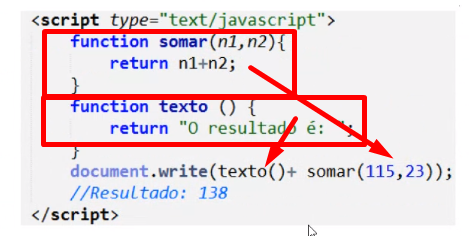 <script type="text/javascript">
function somar(n1,n2){
return n1+n2;
}
function texto () {
return "O resultado é: ";
}
document.write(texto()+ somar(115,23));
//Resultado: 138
</script>